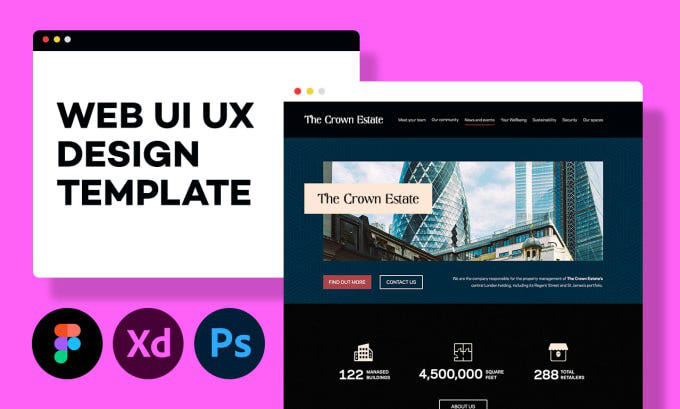 WEB UI UX
DESIGN
TEMPLATE
The Crown Estate
Meet your team
Our community
News and events
Your Wellbeing
Sustainability
Security
Our spaces
The Crown Estate
FIND OUT MORE
CONTACT US
We are the company responsible for the property management of The Crown Estate's
central London holding, including its Regent Street and St James's portfolio.
122 MANAGED
BUILDINGS
4,500,000 SQUARE
FEET
288 TOTAL
RETAILERS
ABOUT US
Xd
Ps